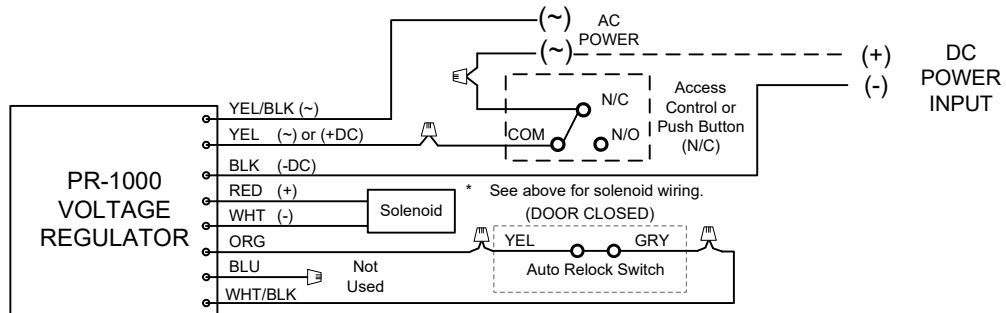 (~) AC
POWER
(~)
(+) DC
POWER
INPUT
(-)
N/C
COM
N/O
Access
Control or
Push Button
(N/C)
PR-1000
VOLTAGE
REGULATOR
YEL/BLK (~)
YEL (~) or (+DC)
BLK (-DC)
RED (+)
WHT (-)
ORG
BLU
WHT/BLK
Solenoid
* See above for solenoid wiring.
(DOOR CLOSED)
YEL GRY
Auto Relock Switch
Not
Used